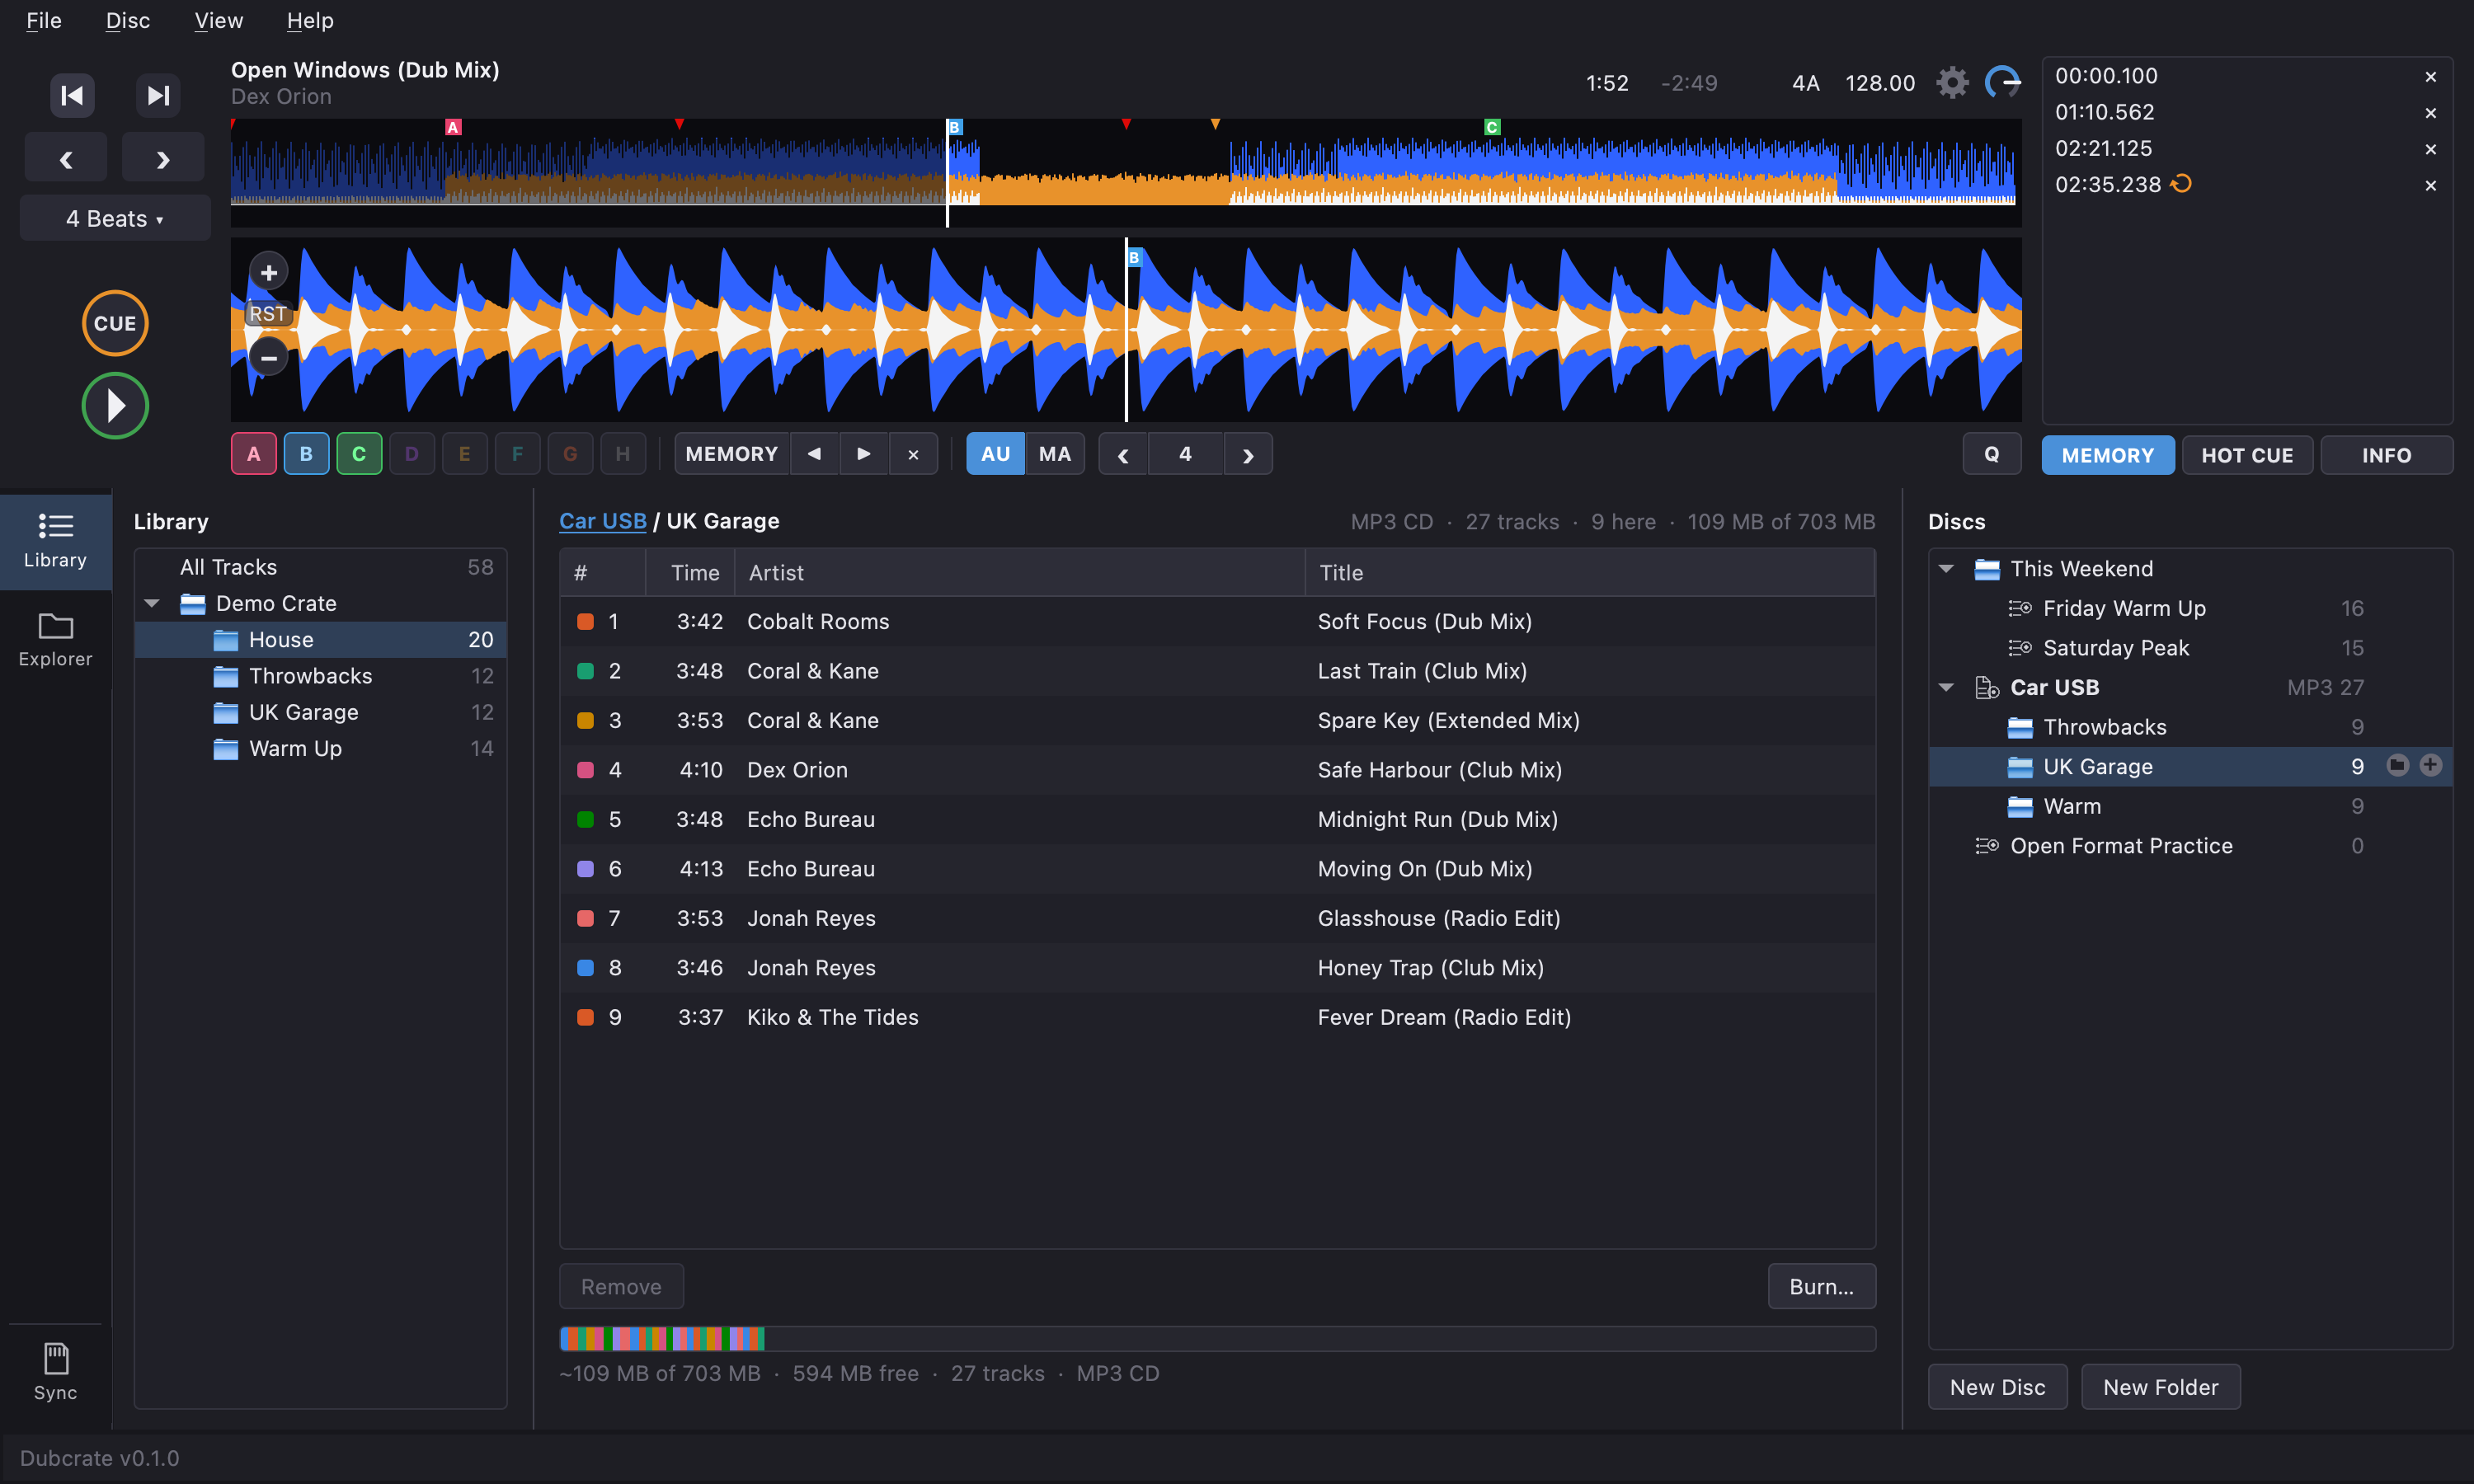 File Disc View Help
Open Windows (Dub Mix)
Dex Orion
1:52 -2:49 4A 128.00
00:00.100 ×
01:10.562 ×
02:21.125 ×
02:35.238 ×
4 Beats
A B C
B
RST
CUE
A B C D E F G H MEMORY × AU MA 4 Q
MEMORY HOT CUE INFO
Library
Explorer
Sync
Library
All Tracks 58
Demo Crate
House 20
Throwbacks 12
UK Garage 12
Warm Up 14
Car USB / UK Garage
MP3 CD · 27 tracks · 9 here · 109 MB of 703 MB
# Time Artist Title
1 3:42 Cobalt Rooms Soft Focus (Dub Mix)
2 3:48 Coral & Kane Last Train (Club Mix)
3 3:53 Coral & Kane Spare Key (Extended Mix)
4 4:10 Dex Orion Safe Harbour (Club Mix)
5 3:48 Echo Bureau Midnight Run (Dub Mix)
6 4:13 Echo Bureau Moving On (Dub Mix)
7 3:53 Jonah Reyes Glasshouse (Radio Edit)
8 3:46 Jonah Reyes Honey Trap (Club Mix)
9 3:37 Kiko & The Tides Fever Dream (Radio Edit)
Remove Burn...
~109 MB of 703 MB · 594 MB free · 27 tracks · MP3 CD
Discs
This Weekend
Friday Warm Up 16
Saturday Peak 15
Car USB MP3 27
Throwbacks 9
UK Garage 9
Warm 9
Open Format Practice 0
New Disc New Folder
Dubcrate v0.1.0